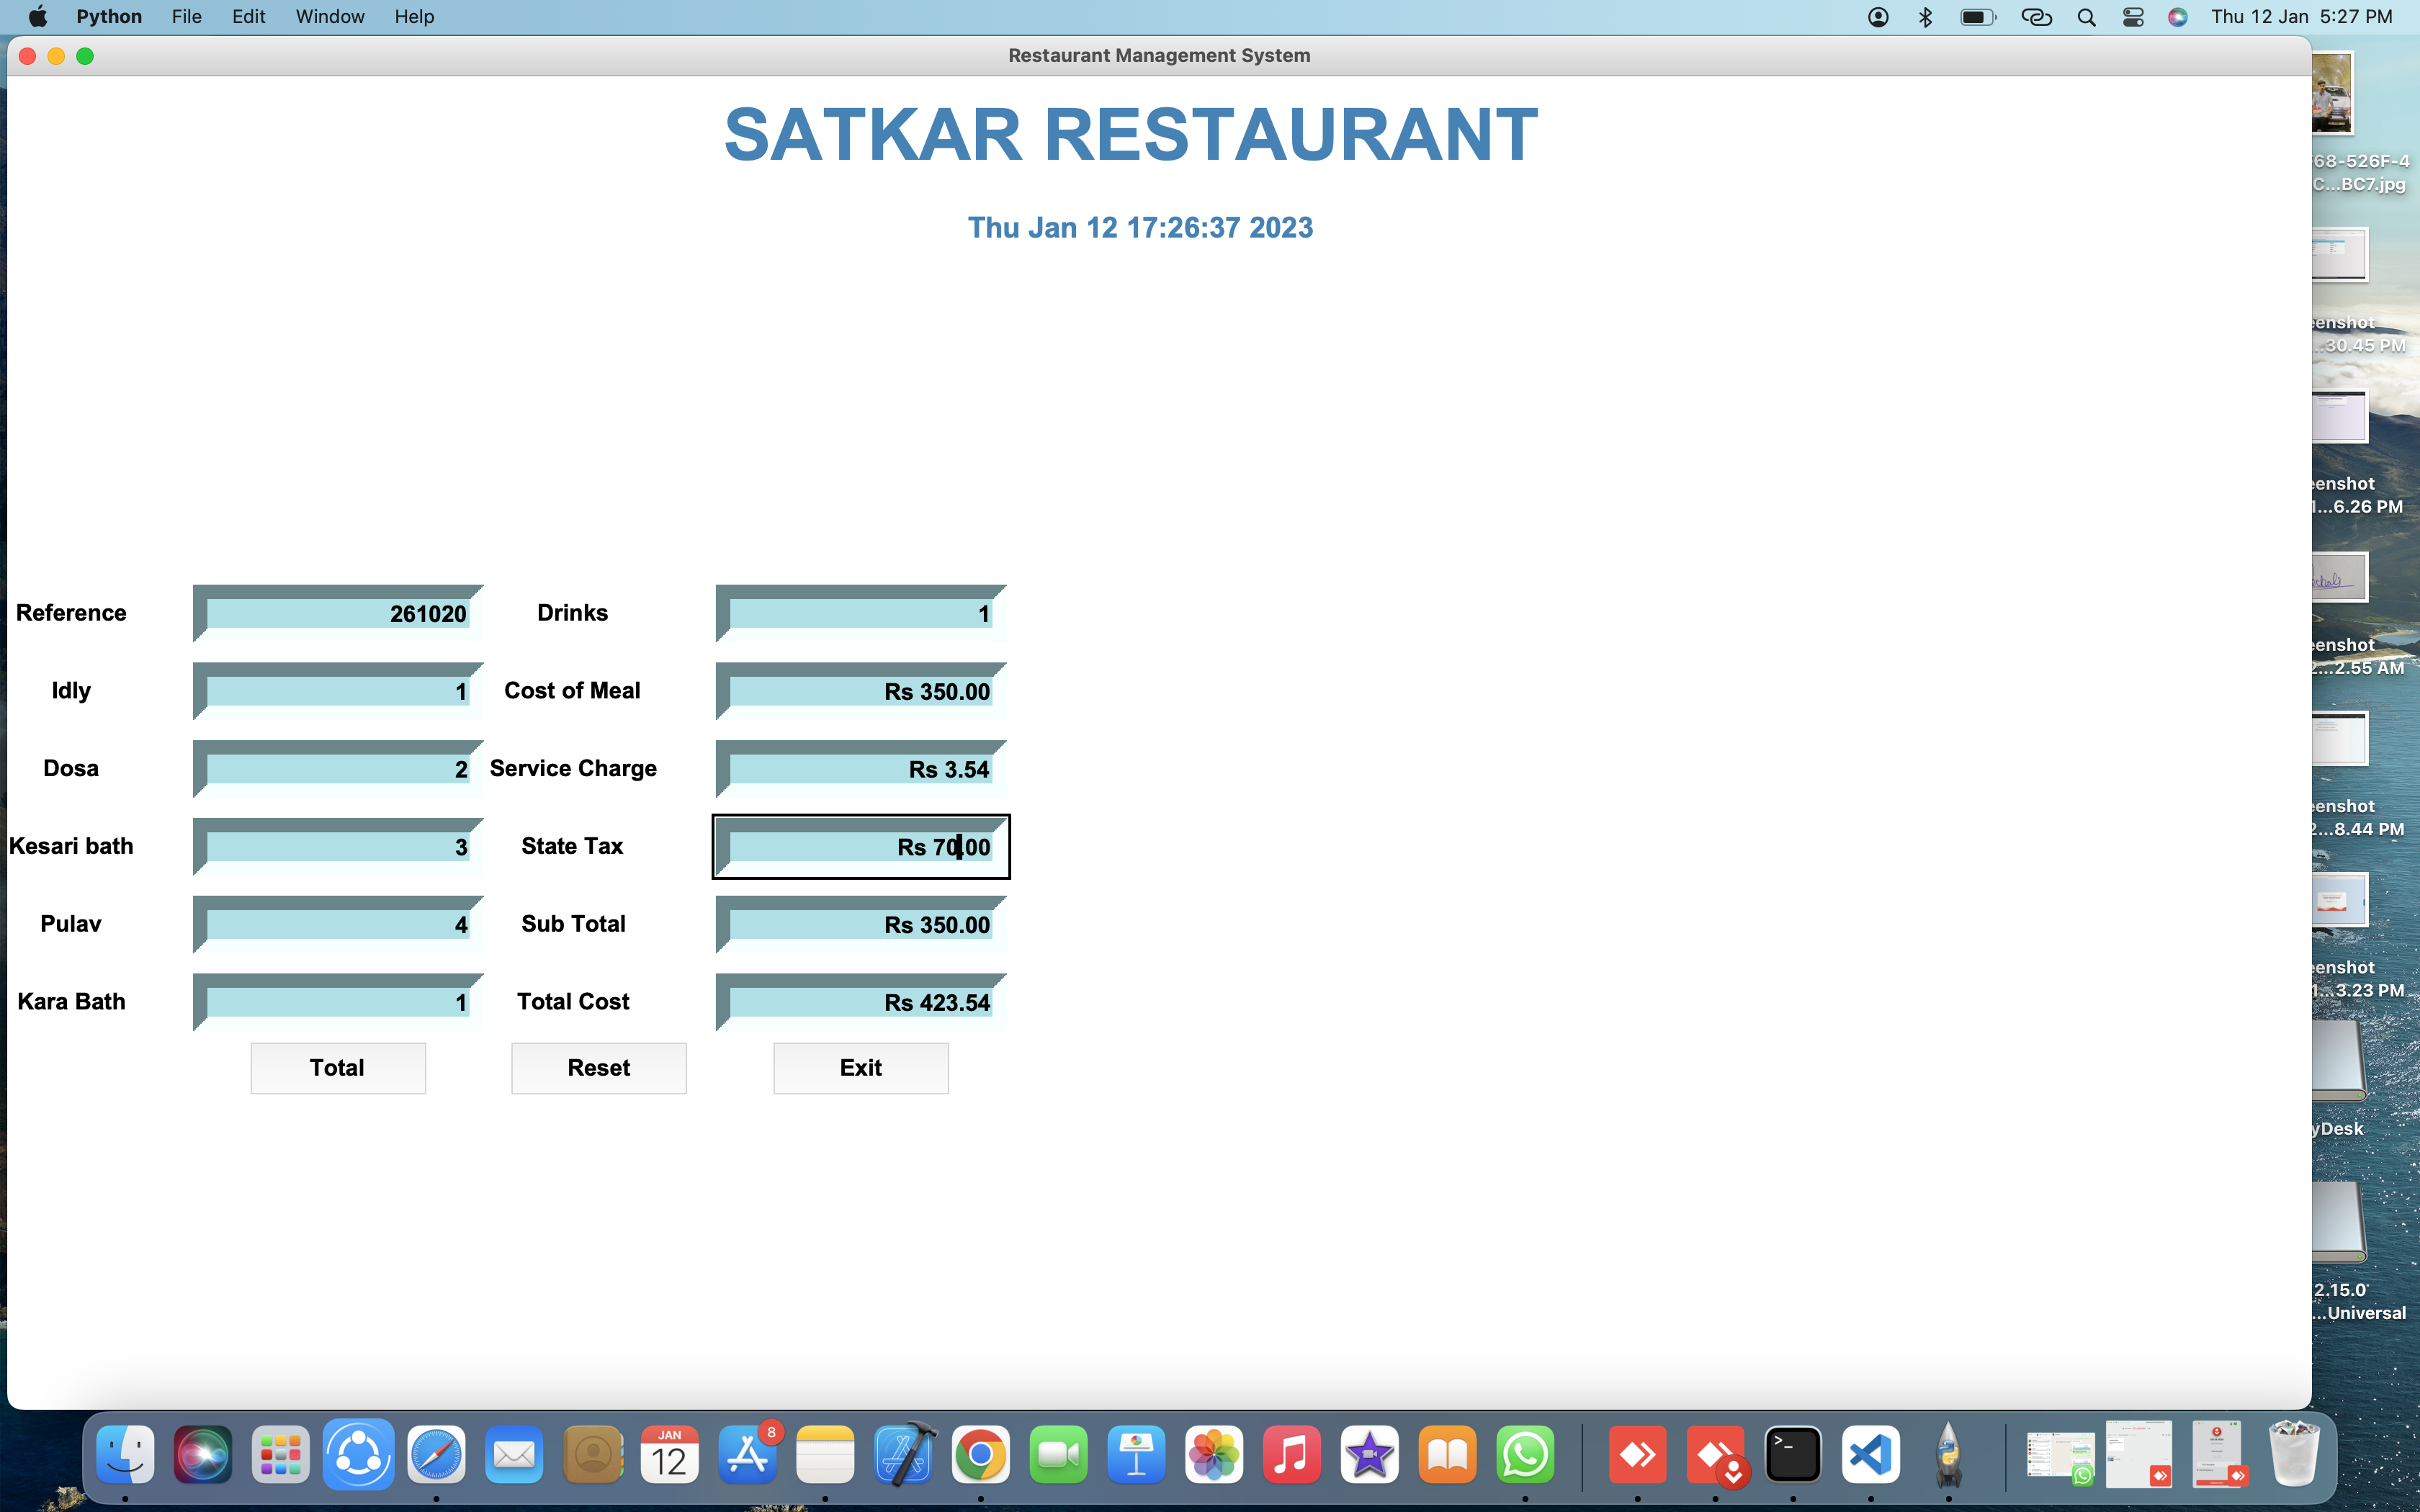 Python File Edit Window Help Thu 12 Jan 5:27 PM
Restaurant Management System
SATKAR RESTAURANT
Thu Jan 12 17:26:37 2023
Reference 261020 Drinks 1
Idly 1 Cost of Meal Rs 350.00
Dosa 2 Service Charge Rs 3.54
Kesari bath 3 State Tax Rs 70.00
Pulav 4 Sub Total Rs 350.00
Kara Bath 1 Total Cost Rs 423.54
Total Reset Exit
68-526F-4
C...BC7.jpg
eenshot
...30.45 PM
eenshot
1...6.26 PM
eenshot
2...2.55 AM
eenshot
2...8.44 PM
eenshot
1...3.23 PM
yDesk
2.15.0
...Universal
JAN
12
8